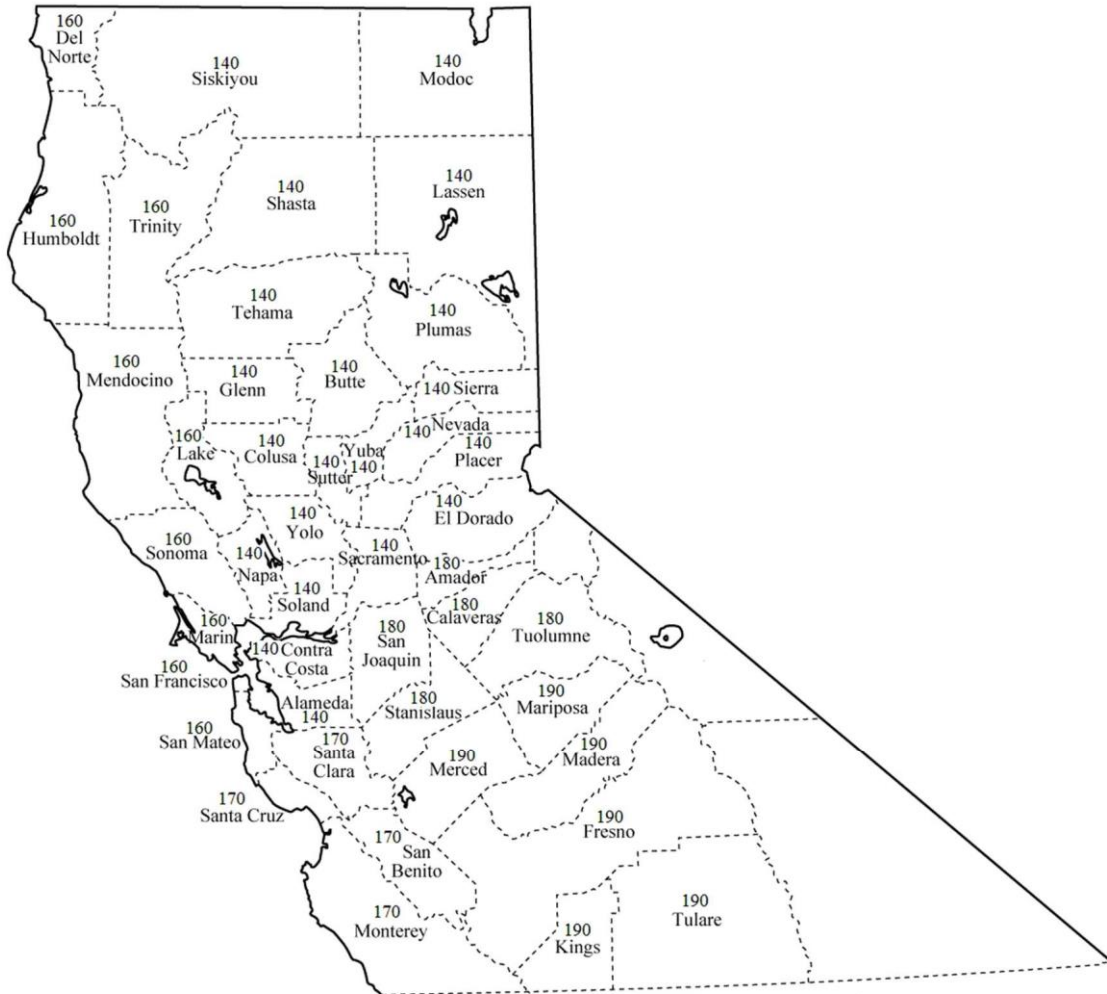 160
Del
Norte
140
Siskiyou
140
Modoc
160
Humboldt
160
Trinity
140
Shasta
140
Lassen
140
Tehama
140
Plumas
160
Mendocino
140
Glenn
140
Butte
140 Sierra
Nevada
140
160
Lake
140
Colusa
140
Sutter
Yuba
140
140
Placer
140
El Dorado
160
Sonoma
140
Napa
140
Yolo
140
Sacramento
180
Amador
140
Soland
180
Calaveras
180
Tuolumne
160
Marin
140 Contra
Costa
180
San
Joaquin
160
San Francisco
Alameda
140
180
Stanislaus
190
Mariposa
160
San Mateo
170
Santa
Clara
190
Merced
190
Madera
170
Santa Cruz
190
Fresno
170 San
Benito
170
Monterey
190
Kings
190
Tulare